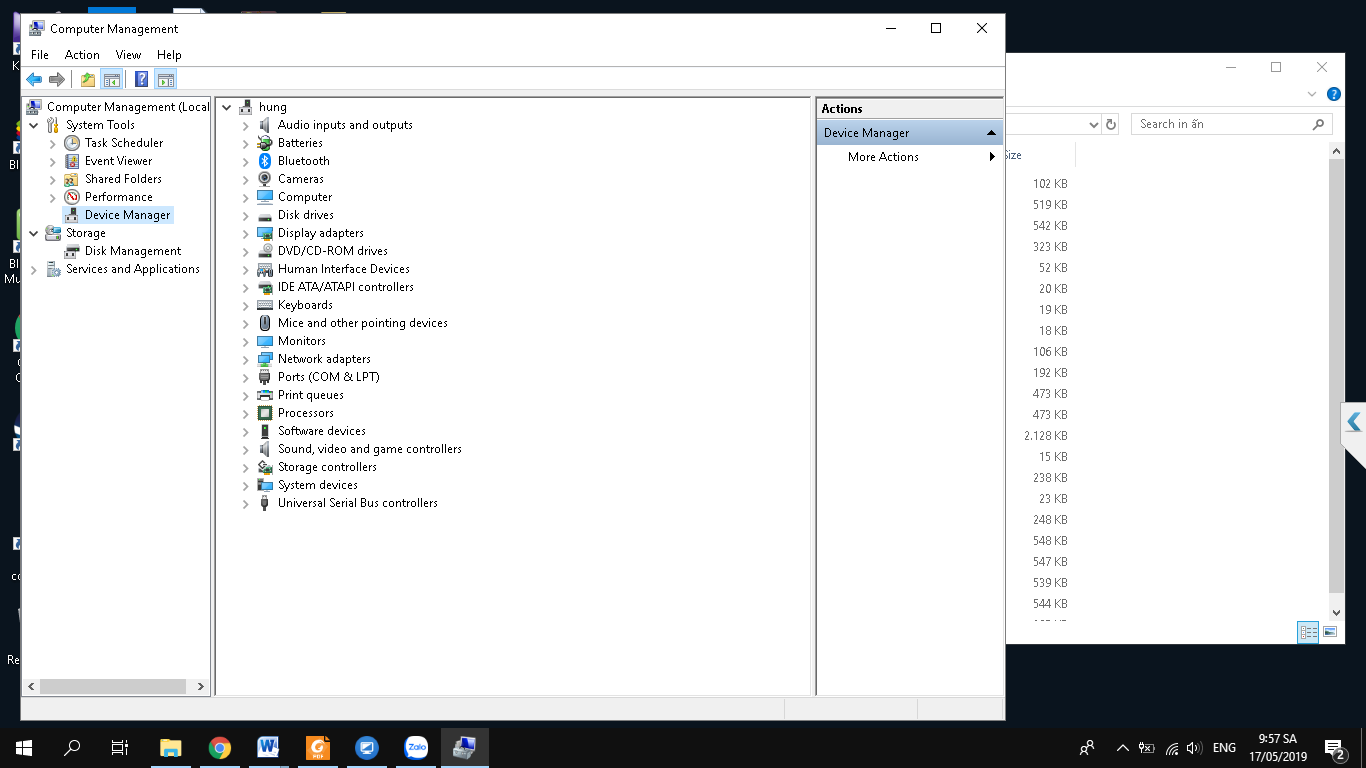 Computer Management
File Action View Help
Computer Management (Local
System Tools
Task Scheduler
Event Viewer
Shared Folders
Performance
Device Manager
Storage
Disk Management
Services and Applications
hung
Audio inputs and outputs
Batteries
Bluetooth
Cameras
Computer
Disk drives
Display adapters
DVD/CD-ROM drives
Human Interface Devices
IDE ATA/ATAPI controllers
Keyboards
Mice and other pointing devices
Monitors
Network adapters
Ports (COM & LPT)
Print queues
Processors
Software devices
Sound, video and game controllers
Storage controllers
System devices
Universal Serial Bus controllers
Actions
Device Manager
More Actions
Search in ấn
Size
102 KB
519 KB
542 KB
323 KB
52 KB
20 KB
19 KB
18 KB
106 KB
192 KB
473 KB
473 KB
2.128 KB
15 KB
238 KB
23 KB
248 KB
548 KB
547 KB
539 KB
544 KB
Zalo
PDF
ENG
9:57 SA
17/05/2019
2